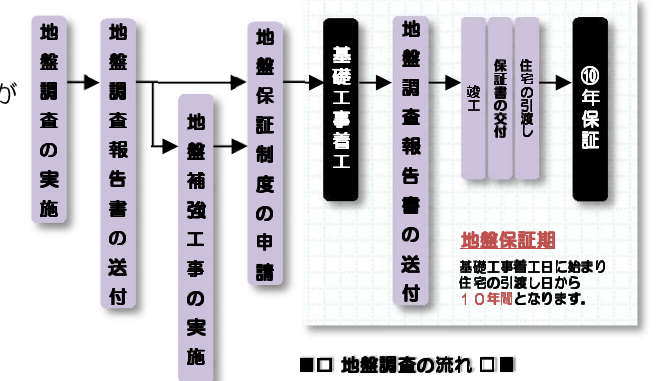 が
地盤調査の実施
地盤調査報告書の送付
地盤補強工事の実施
地盤保証制度の申請
基礎工事着工
地盤調査報告書の送付
竣工
保証書の交付
住宅の引渡し
⑩年保証
地盤保証期
基礎工事着工日に始まり
住宅の引渡し日から
１０年間となります。
■□ 地盤調査の流れ □■